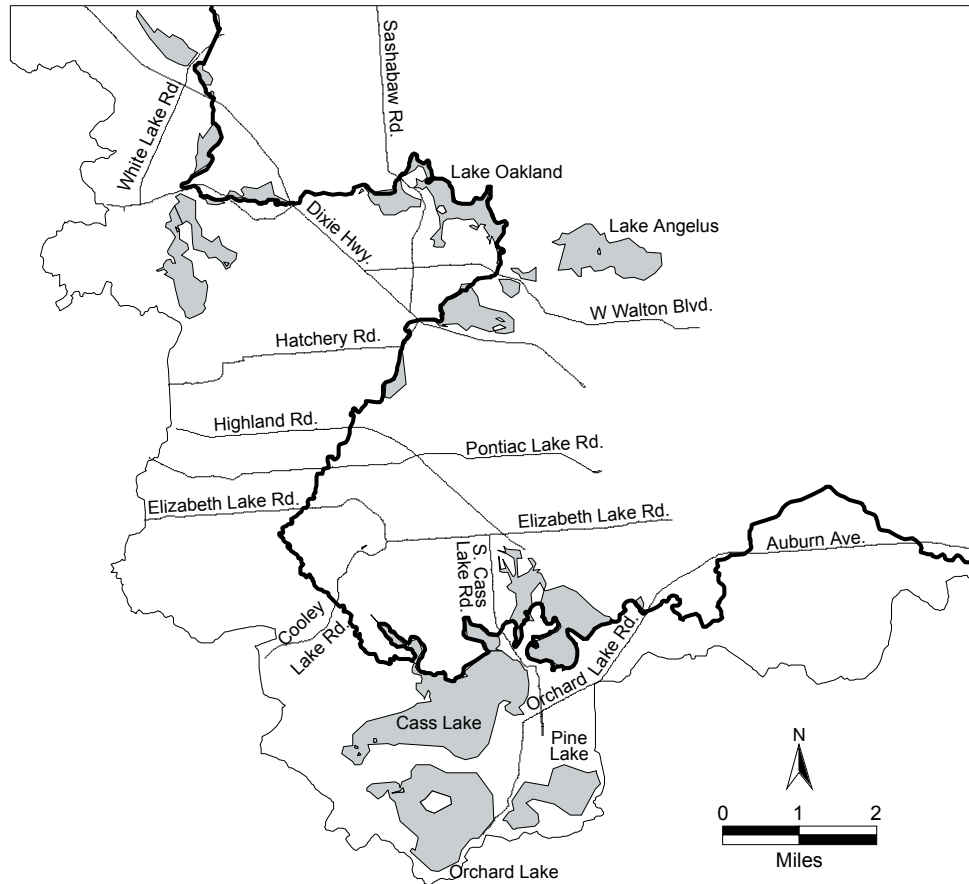 White Lake Rd.
Sashabaw Rd.
Lake Oakland
Lake Angelus
Dixie Hwy.
W Walton Blvd.
Hatchery Rd.
Highland Rd.
Pontiac Lake Rd.
Elizabeth Lake Rd.
Elizabeth Lake Rd.
Auburn Ave.
S. Cass
Lake Rd.
Cooley
Lake Rd.
Orchard Lake Rd.
Cass Lake
Pine
Lake
N
0 1 2
Miles
Orchard Lake